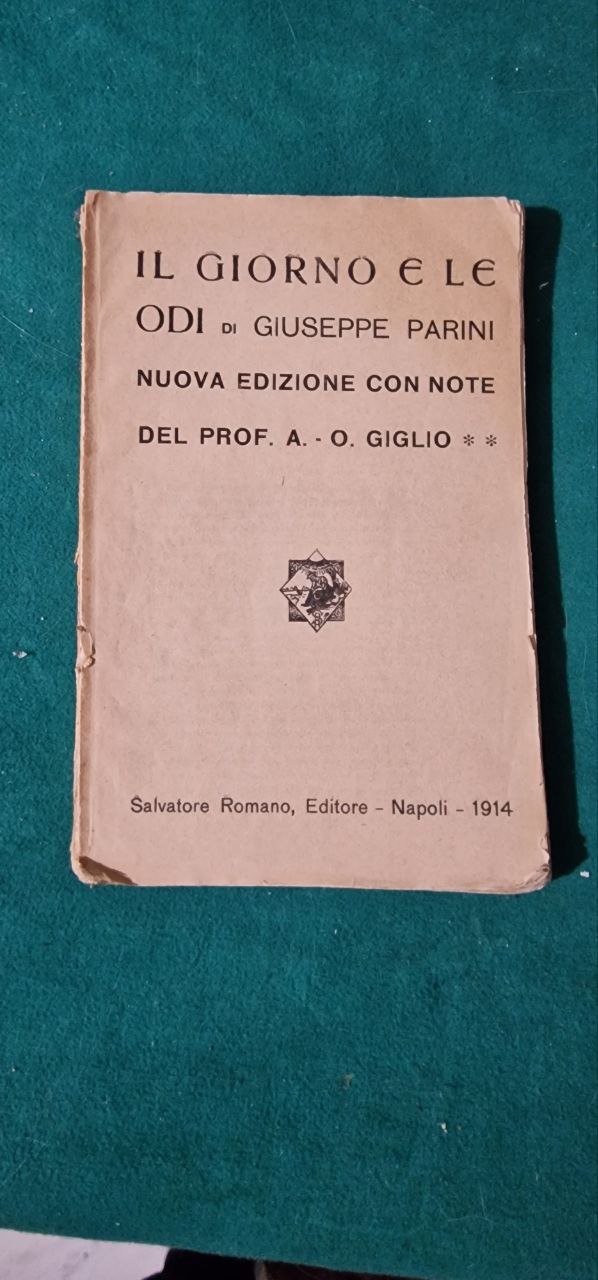 IL GIORNO E LE
ODI DI GIUSEPPE PARINI
NUOVA EDIZIONE CON NOTE
DEL PROF. A. - O. GIGLIO * *
Salvatore Romano, Editore - Napoli - 1914